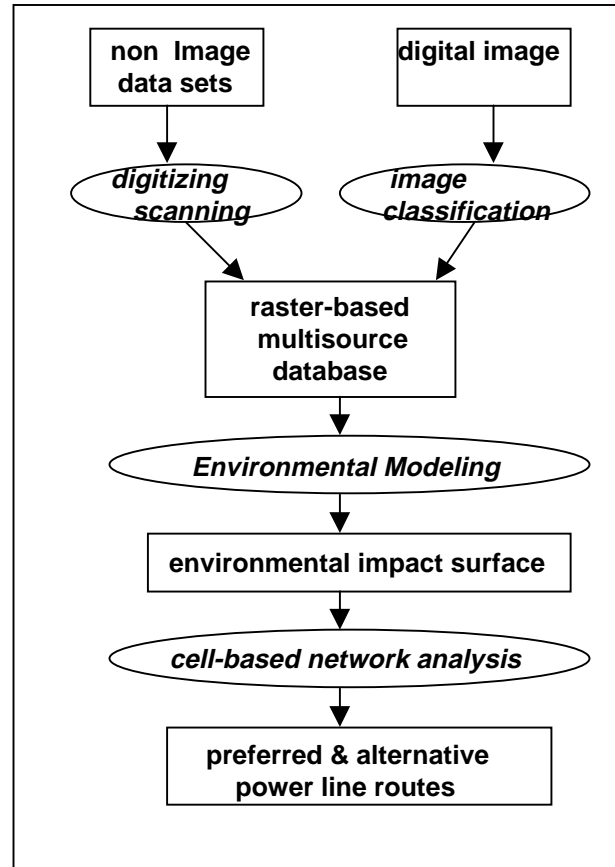 non Image
data sets
digital image
digitizing
scanning
image
classification
raster-based
multisource
database
Environmental Modeling
environmental impact surface
cell-based network analysis
preferred & alternative
power line routes